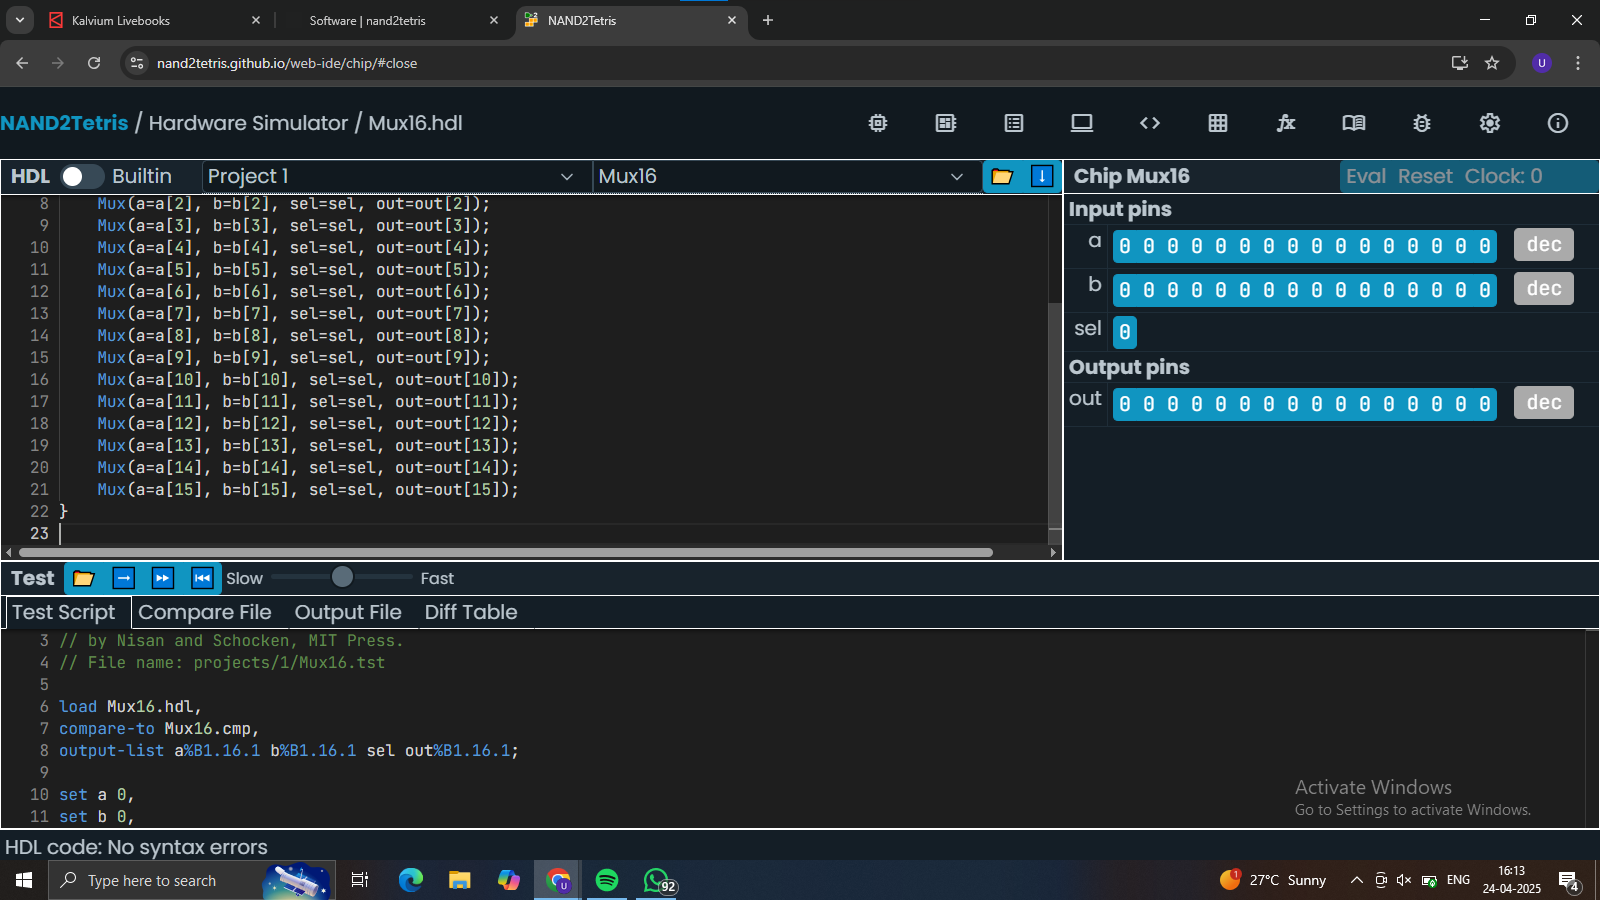 Kalvium Livebooks
Software | nand2tetris
NAND2Tetris
nand2tetris.github.io/web-ide/chip/#close
U
NAND2Tetris / Hardware Simulator / Mux16.hdl
HDL Builtin Project 1 Mux16
8 Mux(a=a[2], b=b[2], sel=sel, out=out[2]);
9 Mux(a=a[3], b=b[3], sel=sel, out=out[3]);
10 Mux(a=a[4], b=b[4], sel=sel, out=out[4]);
11 Mux(a=a[5], b=b[5], sel=sel, out=out[5]);
12 Mux(a=a[6], b=b[6], sel=sel, out=out[6]);
13 Mux(a=a[7], b=b[7], sel=sel, out=out[7]);
14 Mux(a=a[8], b=b[8], sel=sel, out=out[8]);
15 Mux(a=a[9], b=b[9], sel=sel, out=out[9]);
16 Mux(a=a[10], b=b[10], sel=sel, out=out[10]);
17 Mux(a=a[11], b=b[11], sel=sel, out=out[11]);
18 Mux(a=a[12], b=b[12], sel=sel, out=out[12]);
19 Mux(a=a[13], b=b[13], sel=sel, out=out[13]);
20 Mux(a=a[14], b=b[14], sel=sel, out=out[14]);
21 Mux(a=a[15], b=b[15], sel=sel, out=out[15]);
22 }
23
Chip Mux16 Eval Reset Clock: 0
Input pins
a 0 0 0 0 0 0 0 0 0 0 0 0 0 0 0 0 dec
b 0 0 0 0 0 0 0 0 0 0 0 0 0 0 0 0 dec
sel 0
Output pins
out 0 0 0 0 0 0 0 0 0 0 0 0 0 0 0 0 dec
Test Slow Fast
Test Script Compare File Output File Diff Table
3 // by Nisan and Schocken, MIT Press.
4 // File name: projects/1/Mux16.tst
5
6 load Mux16.hdl,
7 compare-to Mux16.cmp,
8 output-list a%B1.16.1 b%B1.16.1 sel out%B1.16.1;
9
10 set a 0,
11 set b 0,
Activate Windows
Go to Settings to activate Windows.
HDL code: No syntax errors
Type here to search
U
92
1
27°C Sunny
ENG
16:13
24-04-2025
4